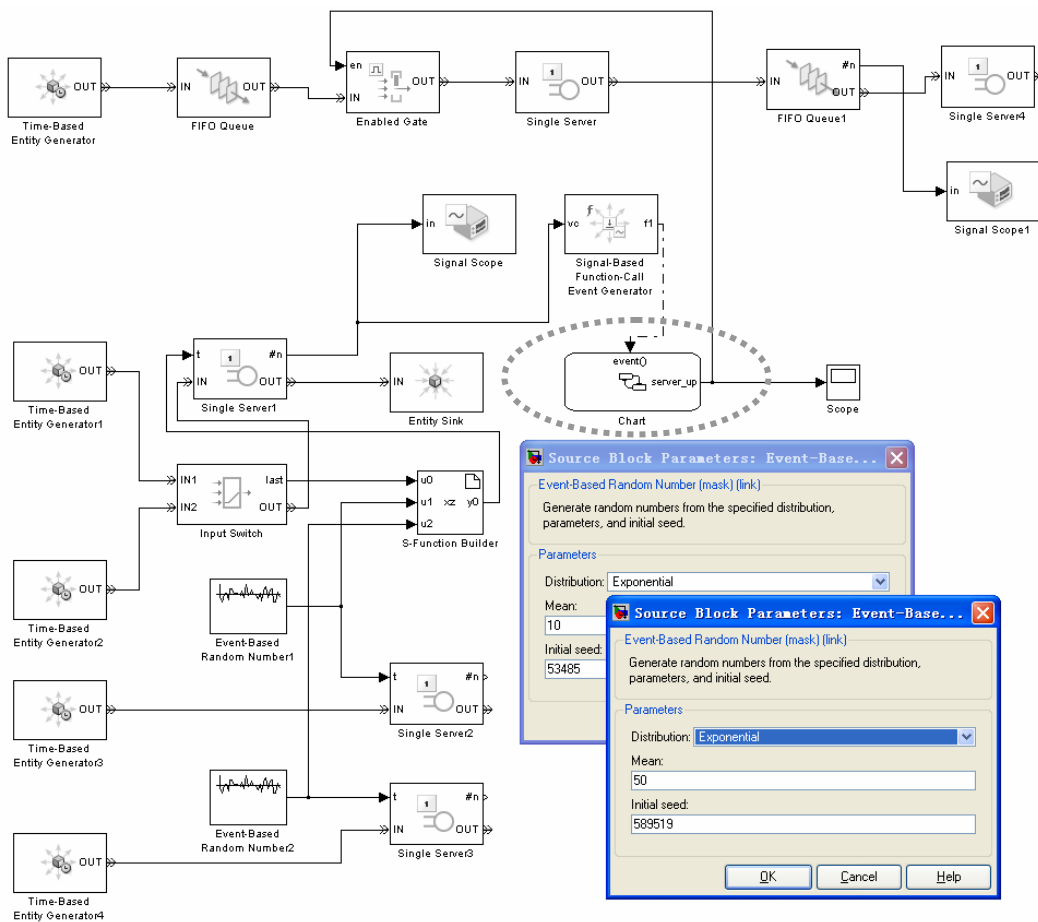 en
OUT
IN
OUT
OUT
IN
1
OUT
IN
IN
#n
OUT
IN
1
OUT
Time-Based
Entity Generator
FIFO Queue
Enabled Gate
Single Server
FIFO Queue1
Single Server4
in
Signal Scope
vc
f
f1
Signal-Based
Function-Call
Event Generator
in
Signal Scope1
OUT
Time-Based
Entity Generator1
t
1
#n
IN
OUT
Single Server1
IN
Entity Sink
event()
server_up
Chart
Scope
IN1
last
IN2
OUT
Input Switch
u0
u1
xz
y0
u2
S-Function Builder
OUT
Time-Based
Entity Generator2
Event-Based
Random Number1
OUT
Time-Based
Entity Generator3
t
1
#n
IN
OUT
Single Server2
Event-Based
Random Number2
t
1
#n
IN
OUT
Single Server3
OUT
Time-Based
Entity Generator4
Source Block Parameters: Event-Base...
Event-Based Random Number (mask) (link)
Generate random numbers from the specified distribution,
parameters, and initial seed.
Parameters
Distribution: Exponential
Mean:
10
Initial seed:
53485
Source Block Parameters: Event-Base...
Event-Based Random Number (mask) (link)
Generate random numbers from the specified distribution,
parameters, and initial seed.
Parameters
Distribution: Exponential
Mean:
50
Initial seed:
589519
OK
Cancel
Help